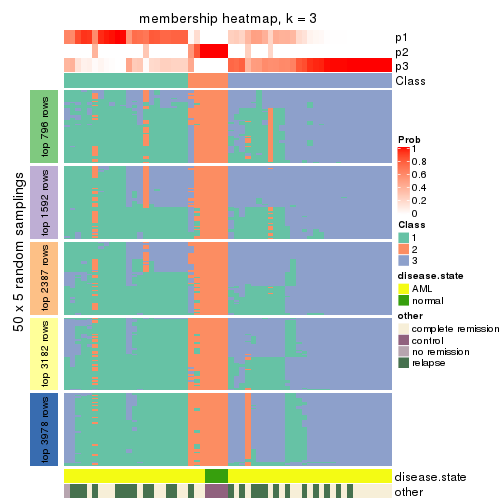 membership heatmap, k = 3
p1
p2
p3
Class
50 x 5 random samplings
top 796 rows
top 1592 rows
top 2387 rows
top 3182 rows
top 3978 rows
Prob
1
0.8
0.6
0.4
0.2
0
Class
1
2
3
disease.state
AML
normal
other
complete remission
control
no remission
relapse
disease.state
other